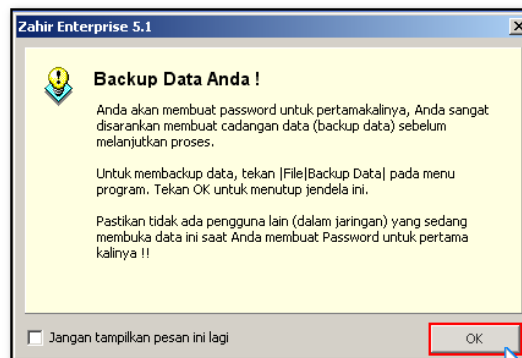 Zahir Enterprise 5.1
Backup Data Anda !
Anda akan membuat password untuk pertamakalinya, Anda sangat
disarankan membuat cadangan data (backup data) sebelum
melanjutkan proses.
Untuk membackup data, tekan |File|Backup Data| pada menu
program. Tekan OK untuk menutup jendela ini.
Pastikan tidak ada pengguna lain (dalam jaringan) yang sedang
membuka data ini saat Anda membuat Password untuk pertama
kalinya !!
Jangan tampilkan pesan ini lagi
OK